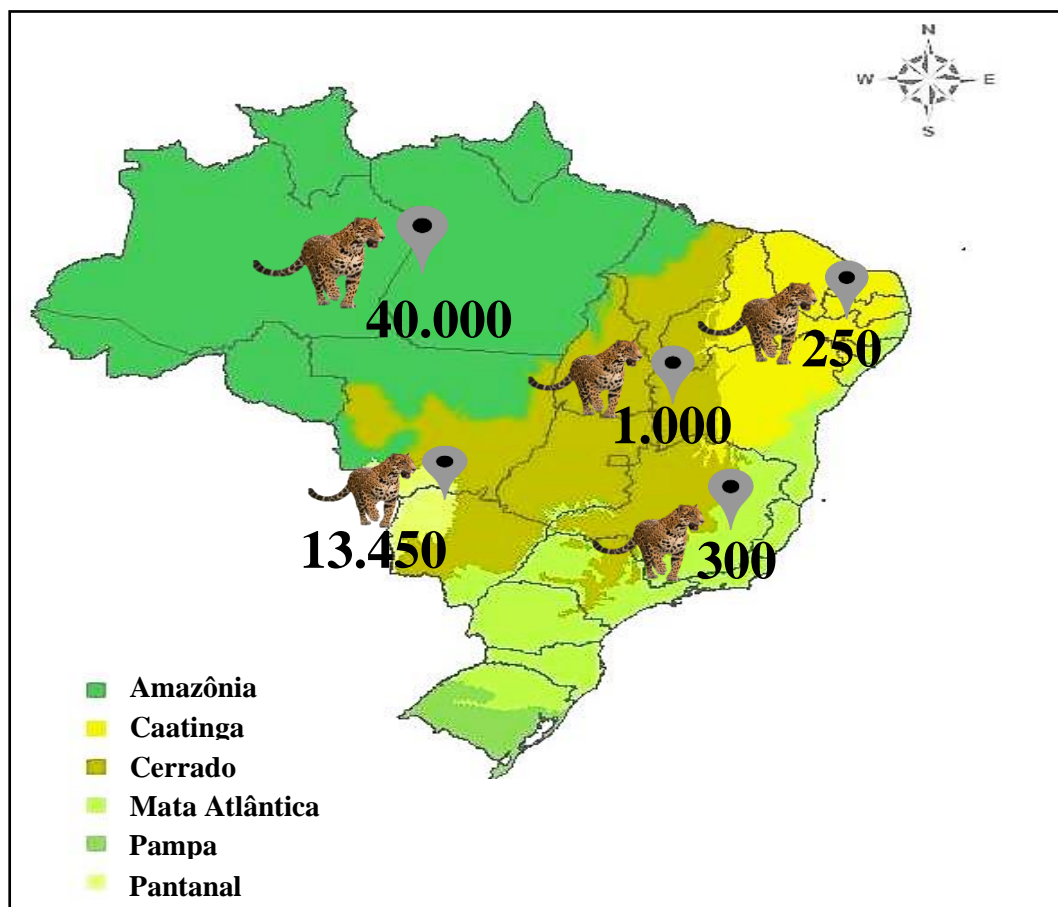 N
W E
S
40.000
250
1.000
13.450
300
Amazônia
Caatinga
Cerrado
Mata Atlântica
Pampa
Pantanal